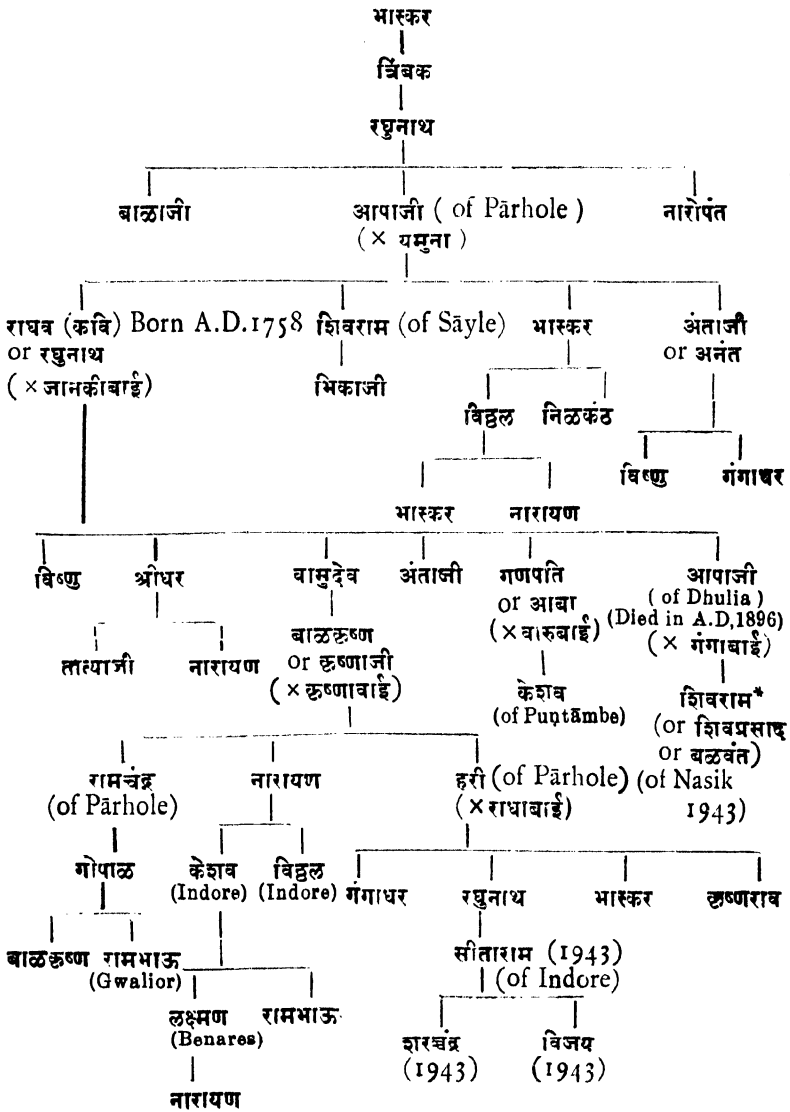 भास्कर
त्रिंबक
रघुनाथ
बाळाजी आपाजी ( of Pārhole ) नारोपंत
( × यमुना )
राघव (कवि) Born A.D.1758 शिवराम (of Sāyle) भास्कर अंताजी
or रघुनाथ or अनंत
( × जानकीबाई) भिकाजी
विठ्ठल निळकंठ
विष्णु गंगाधर
भास्कर नारायण
विष्णु श्रीधर वासुदेव अंताजी गणपति आपाजी
or आबा ( of Dhulia )
(Died in A.D,1896)
बाळकृष्ण (×वारुबाई) (× गंगाबाई)
तात्याजी नारायण or कृष्णाजी
(×कृष्णाबाई) केशव शिवराम*
(of Puṇtāmbe) (or शिवप्रसाद
or बळवंत)
रामचंद्र नारायण हरी (of Pārhole) (of Nasik
(of Pārhole) (×राधाबाई) 1943)
गोपाळ केशव विठ्ठल
(Indore) (Indore) गंगाधर रघुनाथ भास्कर कृष्णराव
बाळकृष्ण रामभाऊ सीताराम (1943)
(Gwalior) (of Indore)
लक्ष्मण रामभाऊ
(Benares) शरच्चंद्र विजय
(1943) (1943)
नारायण